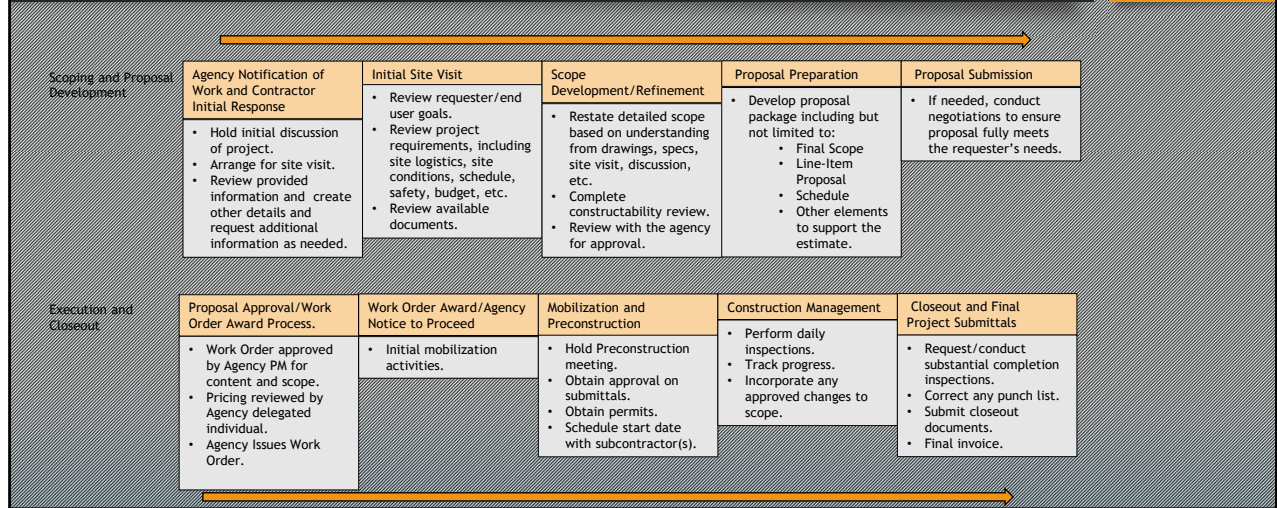 Scoping and Proposal
Development
Agency Notification of
Work and Contractor
Initial Response
• Hold initial discussion
of project.
• Arrange for site visit.
• Review provided
information and create
other details and
request additional
information as needed.
Initial Site Visit
• Review requester/end
user goals.
• Review project
requirements, including
site logistics, site
conditions, schedule,
safety, budget, etc.
• Review available
documents.
Scope
Development/Refinement
• Restate detailed scope
based on understanding
from drawings, specs,
site visit, discussion,
etc.
• Complete
constructability review.
• Review with the agency
for approval.
Proposal Preparation
• Develop proposal
package including but
not limited to:
• Final Scope
• Line-Item
Proposal
• Schedule
• Other elements
to support the
estimate.
Proposal Submission
• If needed, conduct
negotiations to ensure
proposal fully meets
the requester's needs.
Execution and
Closeout
Proposal Approval/Work
Order Award Process.
• Work Order approved
by Agency PM for
content and scope.
• Pricing reviewed by
Agency delegated
individual.
• Agency Issues Work
Order.
Work Order Award/Agency
Notice to Proceed
• Initial mobilization
activities.
Mobilization and
Preconstruction
• Hold Preconstruction
meeting.
• Obtain approval on
submittals.
• Obtain permits.
• Schedule start date
with subcontractor(s).
Construction Management
• Perform daily
inspections.
• Track progress.
• Incorporate any
approved changes to
scope.
Closeout and Final
Project Submittals
• Request/conduct
substantial completion
inspections.
• Correct any punch list.
• Submit closeout
documents.
• Final invoice.